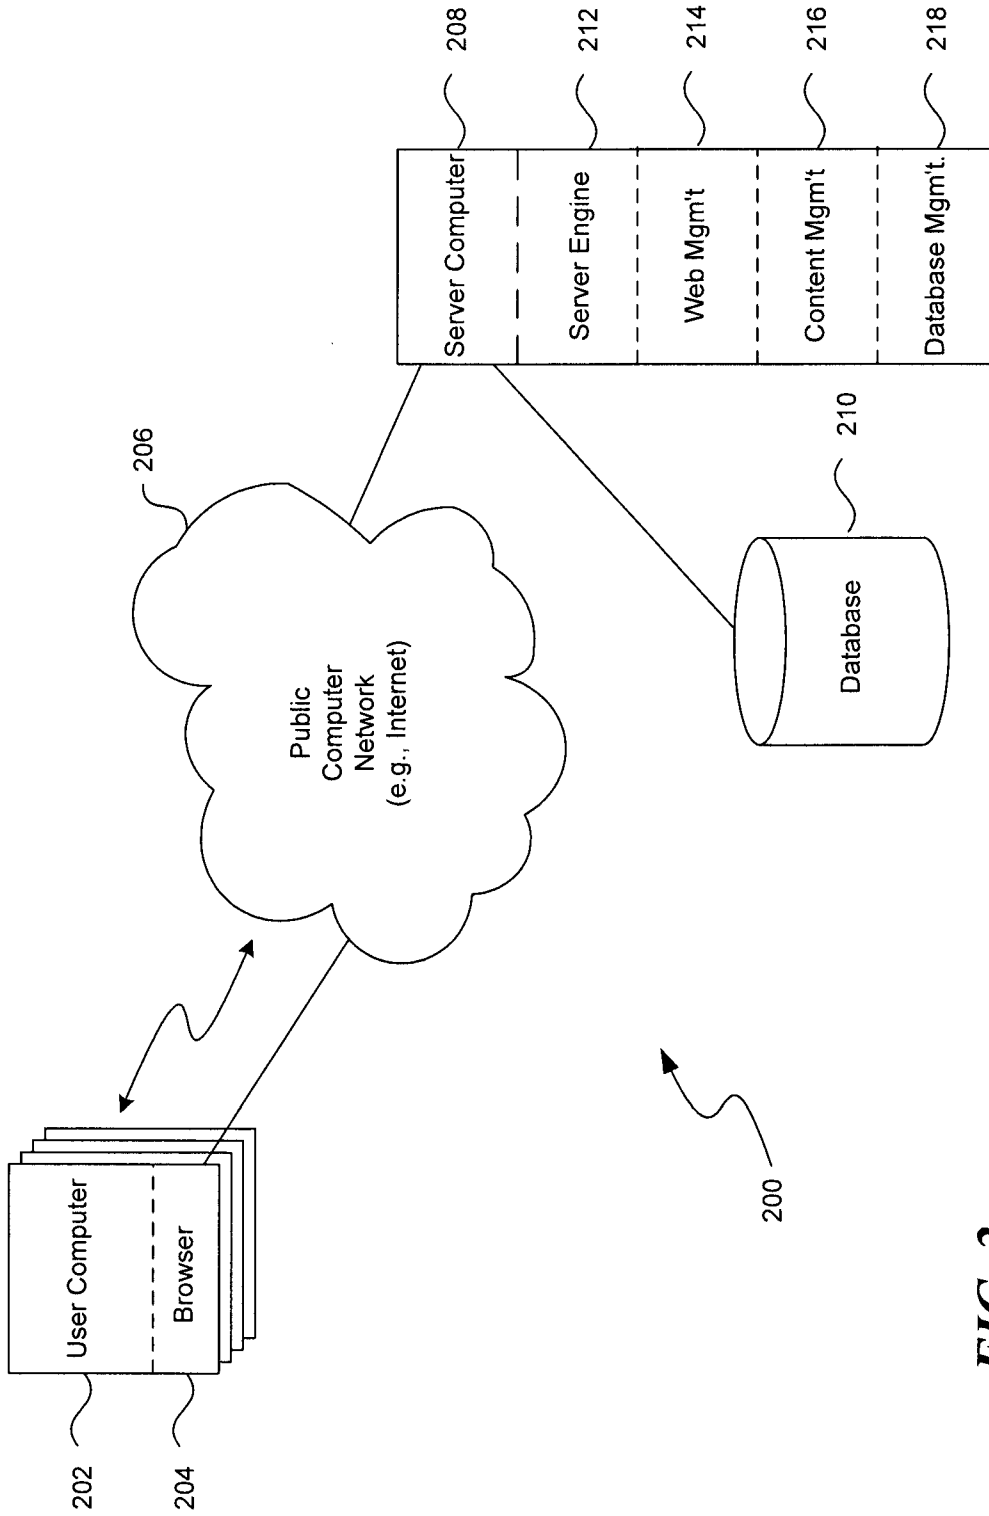 202
User Computer
204
Browser
206
Public
Computer
Network
(e.g., Internet)
200
Server Computer
208
Server Engine
212
Web Mgm't
214
Content Mgm't
216
Database Mgm't.
218
Database
210